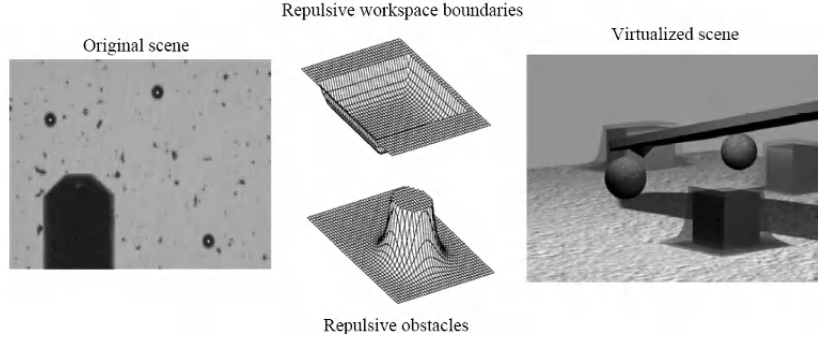 Repulsive workspace boundaries
Original scene
Virtualized scene
Repulsive obstacles